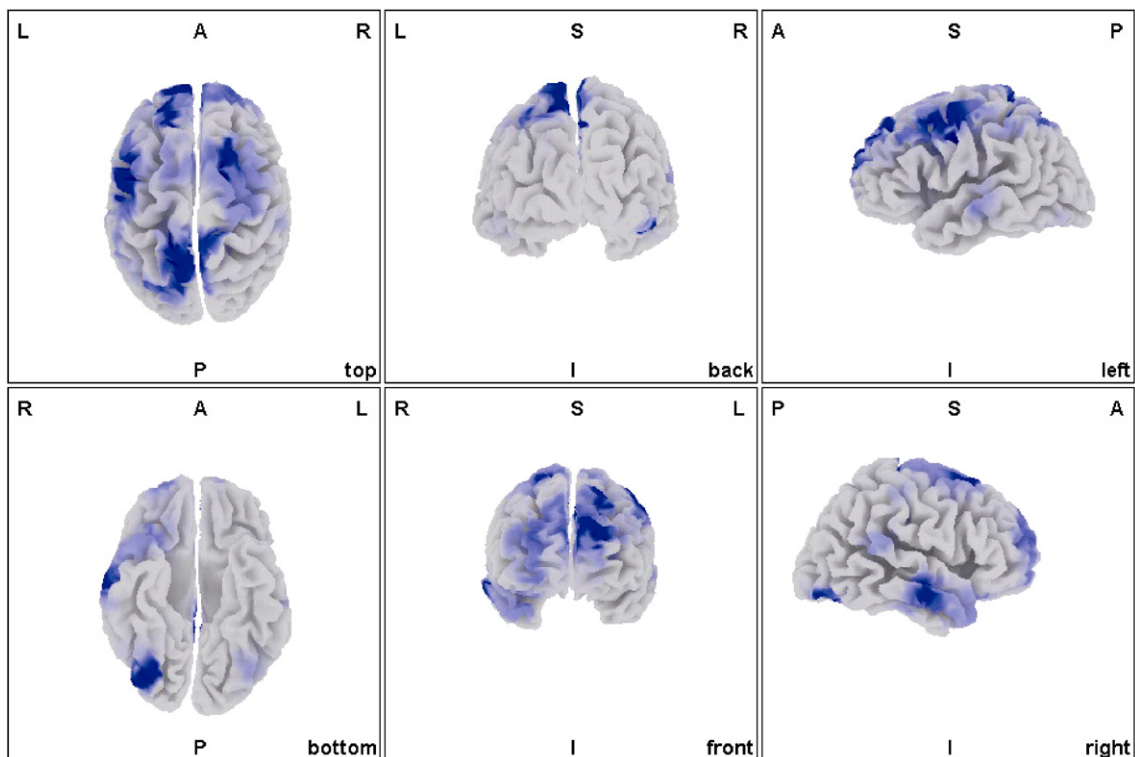 L A R
P top
L S R
I back
A S P
I left
R A L
P bottom
R S L
I front
P S A
I right